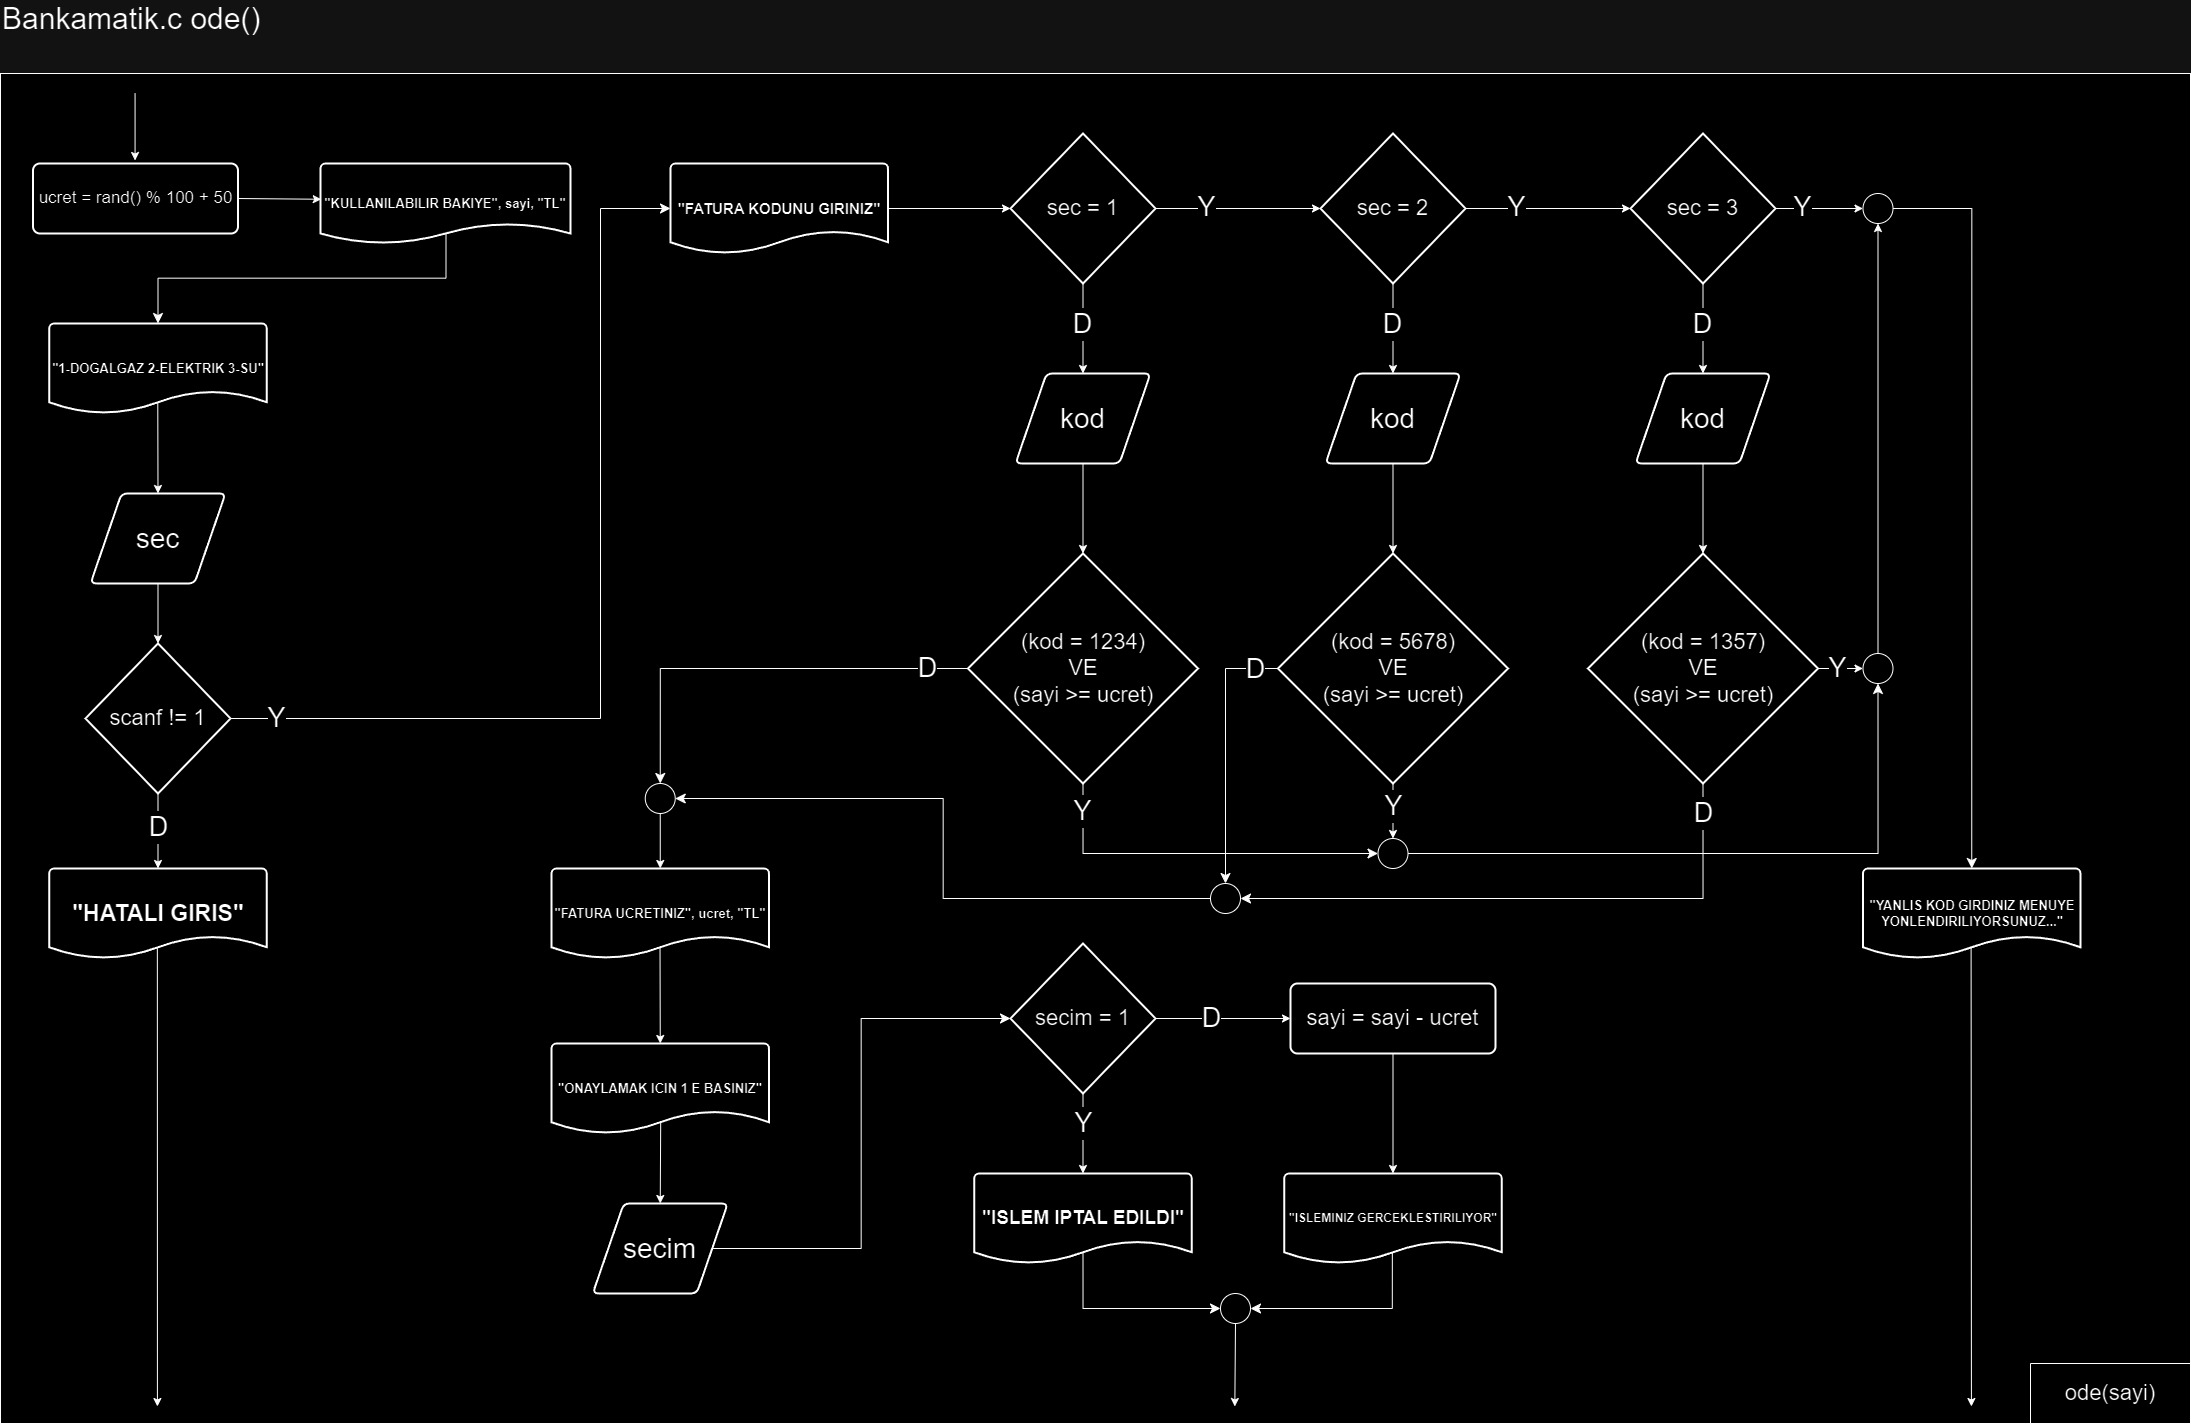 Bankamatik.c ode()
ucret = rand() % 100 + 50
"KULLANILABILIR BAKIYE", sayi, "TL"
"1-DOGALGAZ 2-ELEKTRIK 3-SU"
sec
scanf != 1
Y
D
"HATALI GIRIS"
"FATURA KODUNU GIRINIZ"
sec = 1
Y
sec = 2
Y
sec = 3
Y
D
D
D
kod
kod
kod
(kod = 1234)
VE
(sayi >= ucret)
D
Y
(kod = 5678)
VE
(sayi >= ucret)
D
Y
(kod = 1357)
VE
(sayi >= ucret)
Y
D
"FATURA UCRETINIZ", ucret, "TL"
"ONAYLAMAK ICIN 1 E BASINIZ"
secim
secim = 1
D
sayi = sayi - ucret
Y
"ISLEM IPTAL EDILDI"
"ISLEMINIZ GERCEKLESTIRILIYOR"
"YANLIS KOD GIRDINIZ MENUYE
YONLENDIRILIYORSUNUZ..."
ode(sayi)